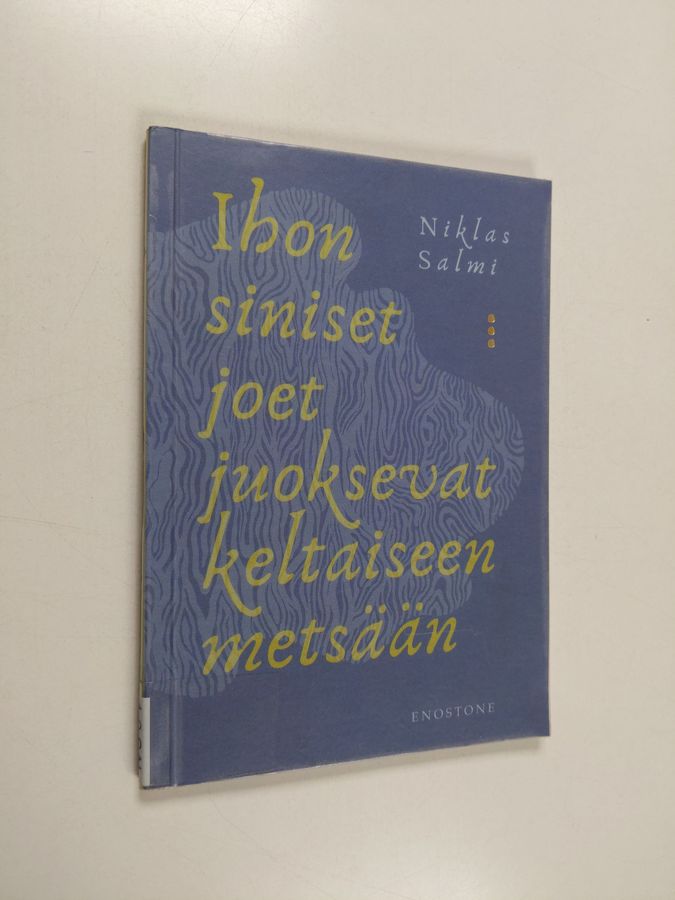 Ihon
siniset
joet
juoksevat
keltaiseen
metsään
Niklas
Salmi
ENOSTONE